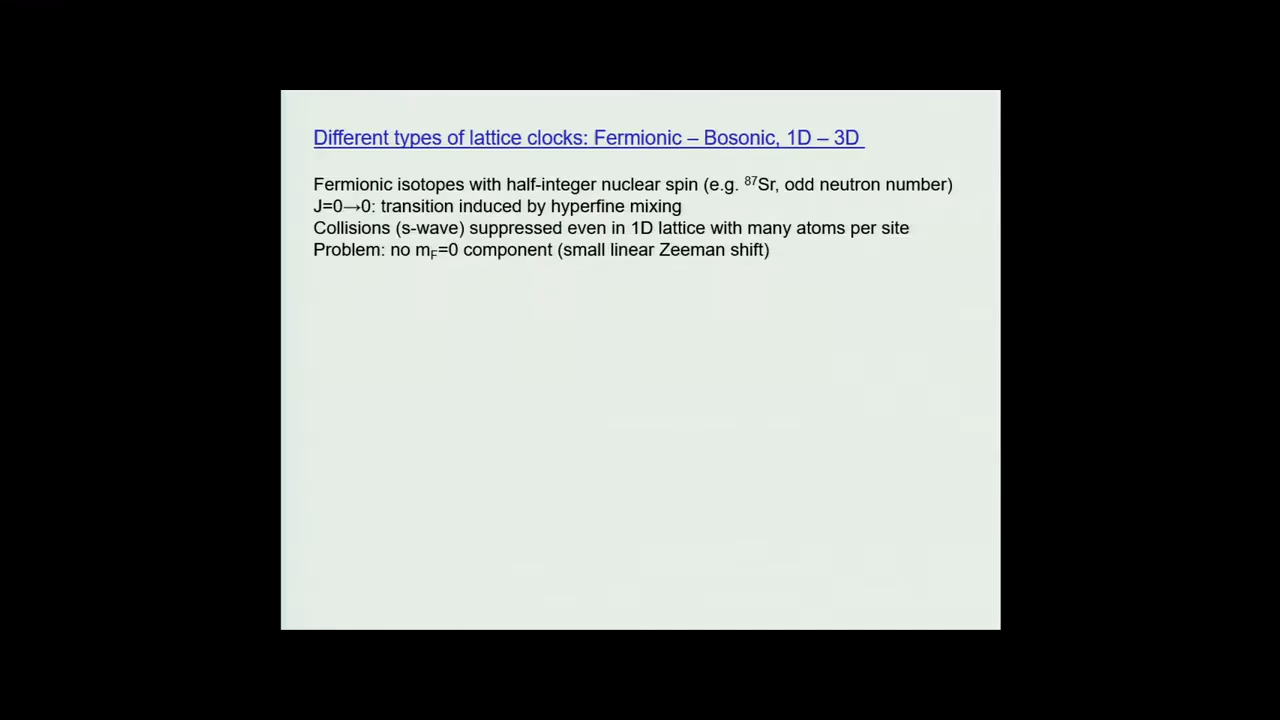 Different types of lattice clocks: Fermionic – Bosonic, 1D – 3D
Fermionic isotopes with half-integer nuclear spin (e.g. ⁸⁷Sr, odd neutron number)
J=0→0: transition induced by hyperfine mixing
Collisions (s-wave) suppressed even in 1D lattice with many atoms per site
Problem: no m_F=0 component (small linear Zeeman shift)